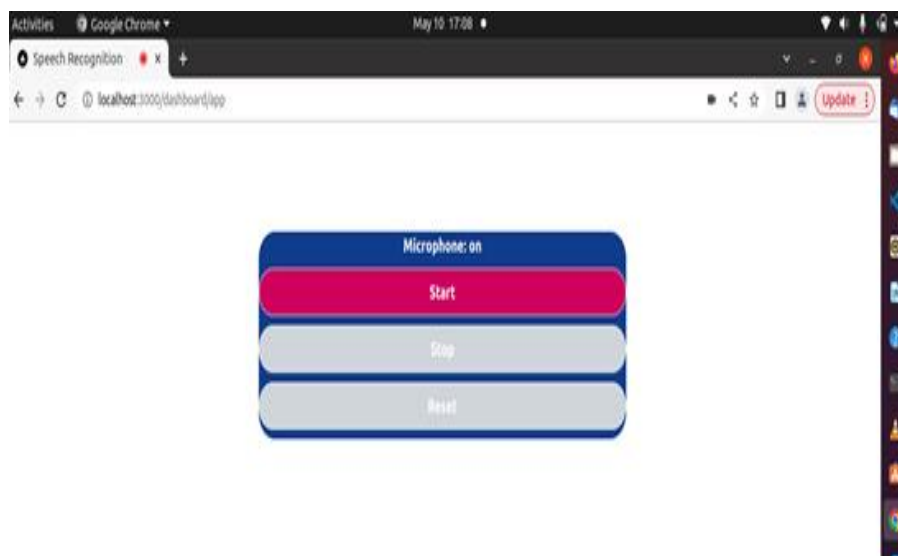 Activities Google Chrome May 10 17:08
Speech Recognition
localhost:3000/dashboard/app Update
Microphone: on
Start
Stop
Reset